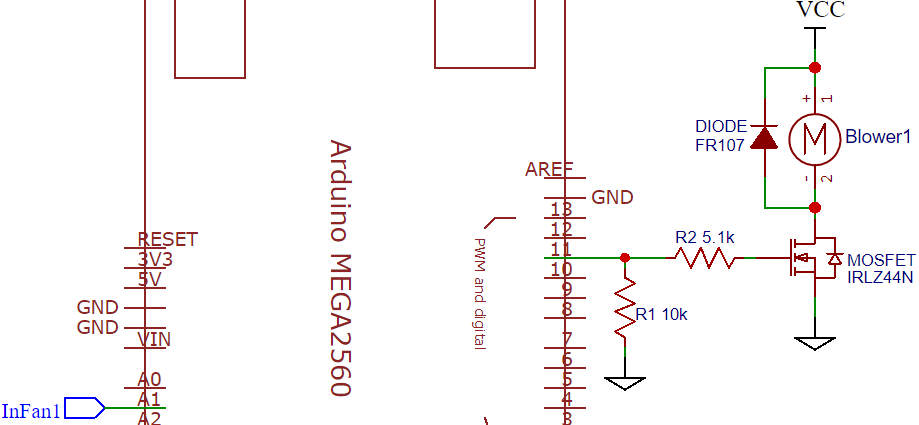 VCC
DIODE
FR107
+
1
M
Blower1
-
2
AREF
GND
13
12
11
10
9
8
7
6
5
4
3
Arduino MEGA2560
PWM and digital
R2 5.1k
MOSFET
IRLZ44N
R1 10k
RESET
3V3
5V
GND
GND
VIN
A0
A1
A2
InFan1